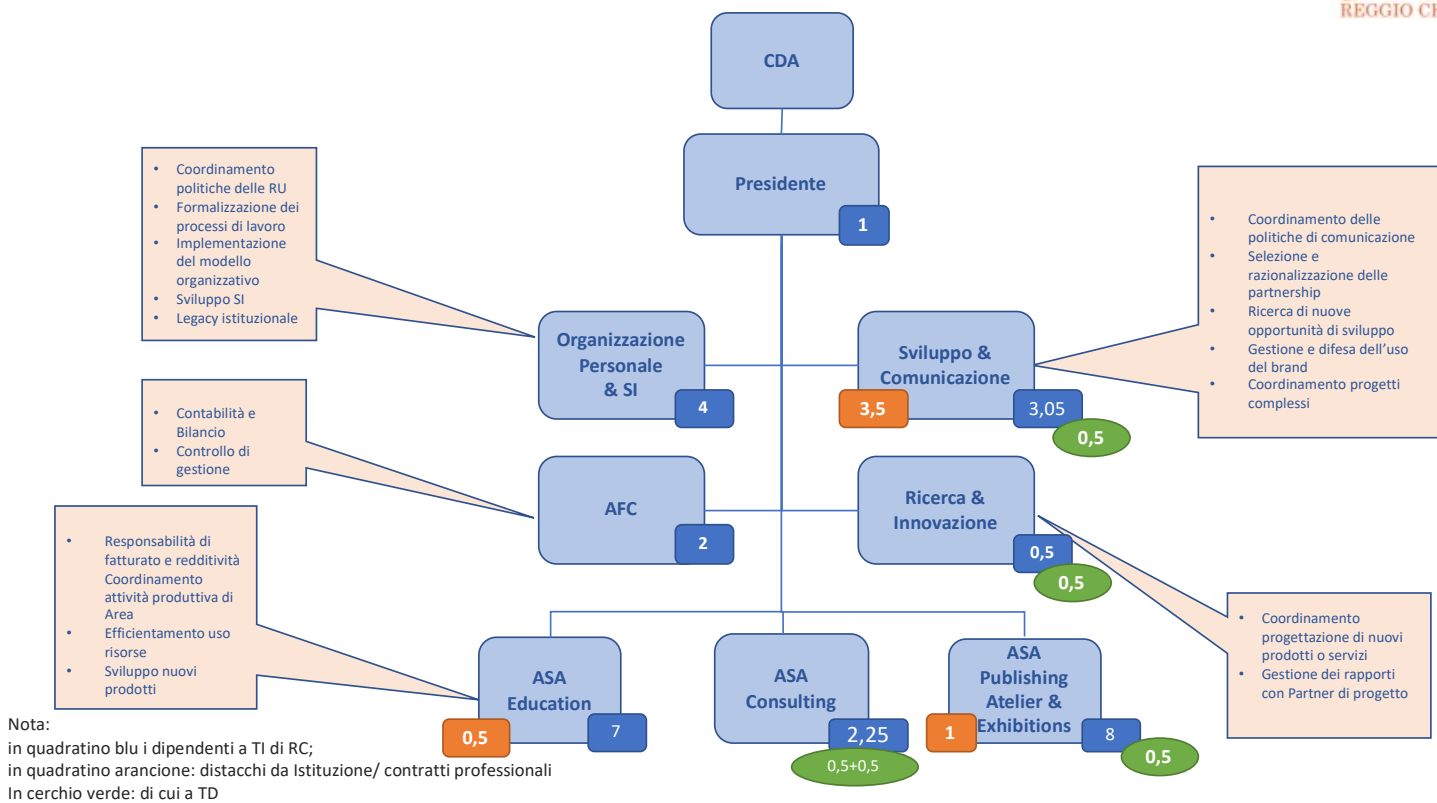 REGGIO CH
CDA
Presidente
1
• Coordinamento
politiche delle RU
• Formalizzazione dei
processi di lavoro
• Implementazione
del modello
organizzativo
• Sviluppo SI
• Legacy istituzionale
• Coordinamento delle
politiche di comunicazione
• Selezione e
razionalizzazione delle
partnership
• Ricerca di nuove
opportunità di sviluppo
• Gestione e difesa dell'uso
del brand
• Coordinamento progetti
complessi
Organizzazione
Personale
& SI
4
Sviluppo &
Comunicazione
3,5
3,05
0,5
• Contabilità e
Bilancio
• Controllo di
gestione
AFC
2
Ricerca &
Innovazione
0,5
0,5
• Responsabilità di
fatturato e redditività
Coordinamento
attività produttiva di
Area
• Efficientamento uso
risorse
• Sviluppo nuovi
prodotti
• Coordinamento
progettazione di nuovi
prodotti o servizi
• Gestione dei rapporti
con Partner di progetto
ASA
Education
0,5
7
ASA
Consulting
2,25
0,5+0,5
ASA
Publishing
Atelier &
Exhibitions
1
8
0,5
Nota:
in quadratino blu i dipendenti a TI di RC;
in quadratino arancione: distacchi da Istituzione/ contratti professionali
In cerchio verde: di cui a TD